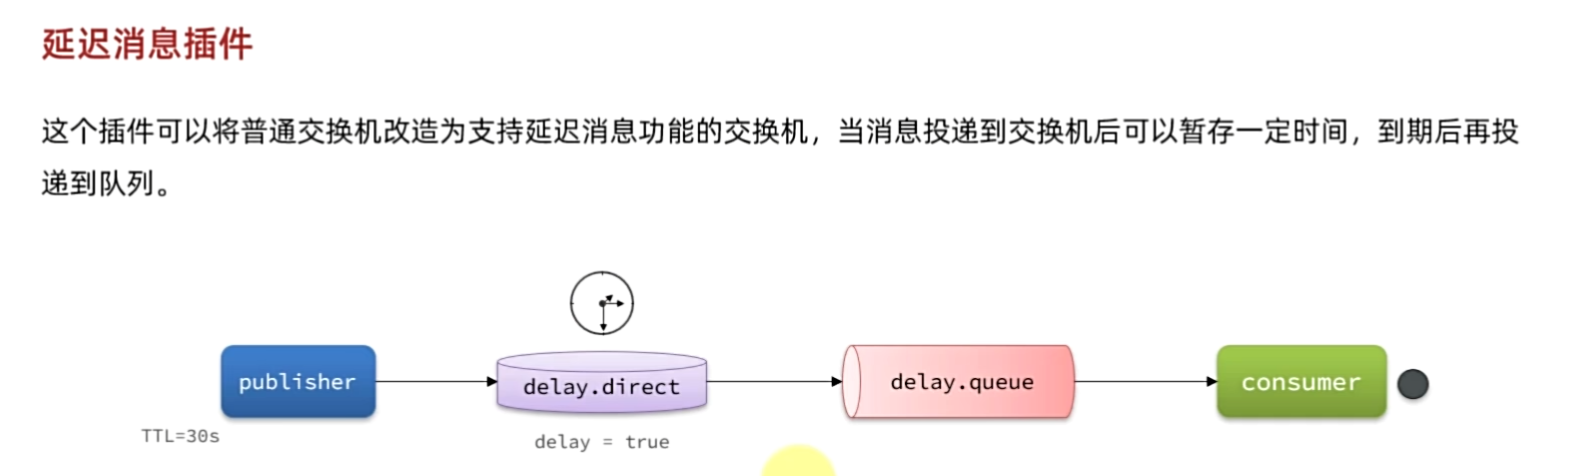 延迟消息插件
这个插件可以将普通交换机改造为支持延迟消息功能的交换机，当消息投递到交换机后可以暂存一定时间，到期后再投
递到队列。
publisher
delay.direct
delay.queue
consumer
TTL=30s
delay = true